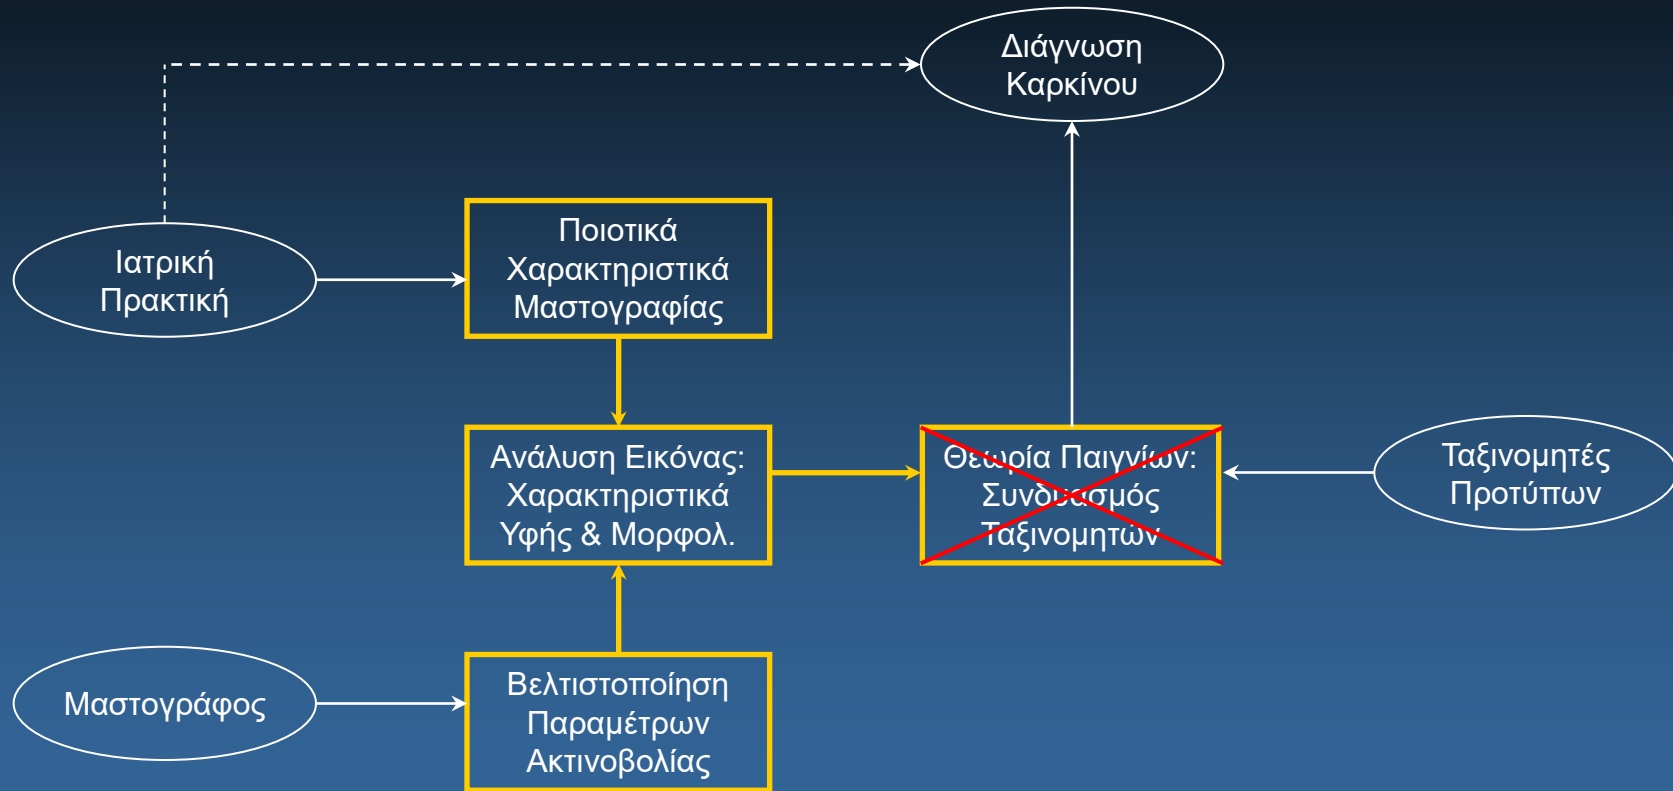 Διάγνωση
Καρκίνου
Ιατρική
Πρακτική
Ποιοτικά
Χαρακτηριστικά
Μαστογραφίας
Ανάλυση Εικόνας:
Χαρακτηριστικά
Υφής & Μορφολ.
Θεωρία Παιγνίων:
Συνδυασμός
Ταξινομητών
Ταξινομητές
Προτύπων
Μαστογράφος
Βελτιστοποίηση
Παραμέτρων
Ακτινοβολίας